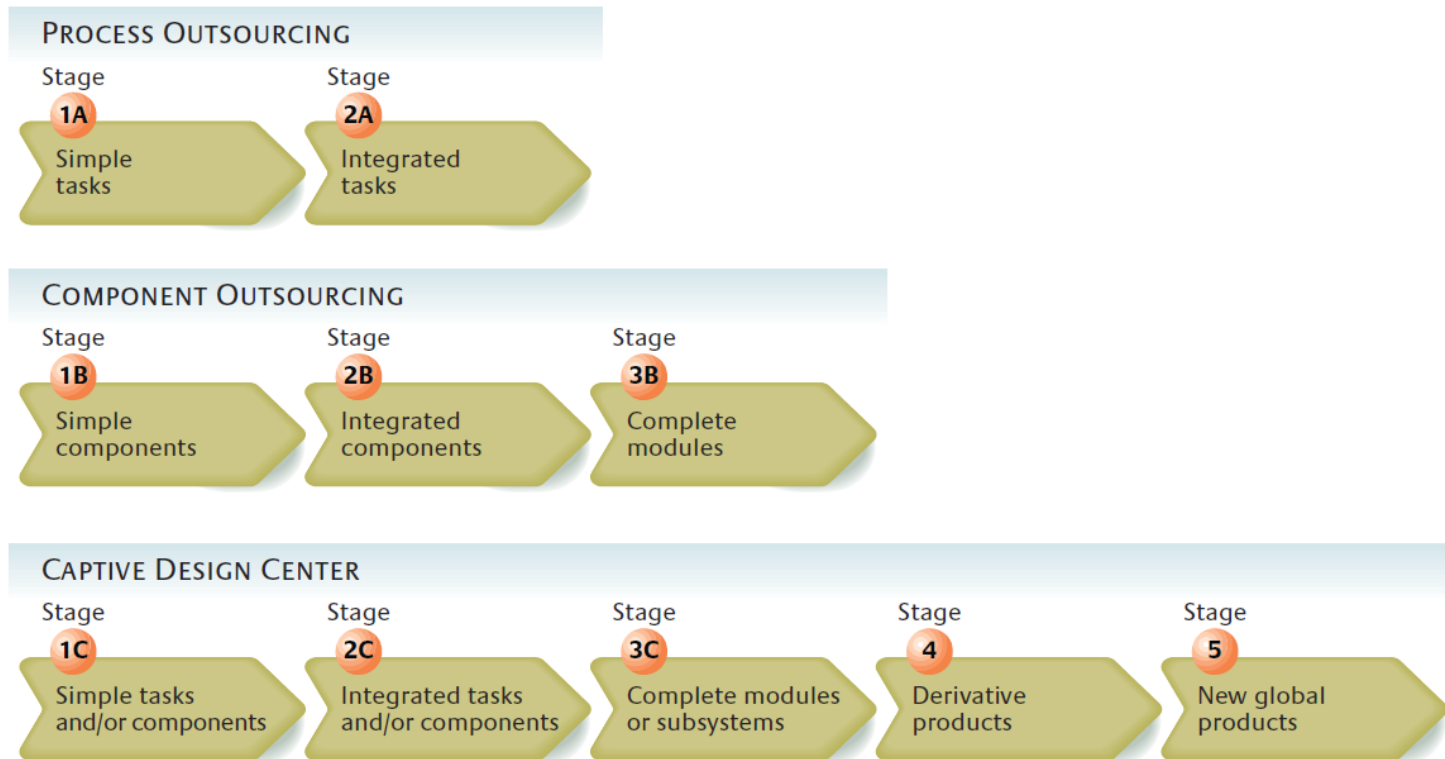 PROCESS OUTSOURCING
Stage Stage
1A 2A
Simple tasks
Integrated tasks
COMPONENT OUTSOURCING
Stage Stage Stage
1B 2B 3B
Simple components
Integrated components
Complete modules
CAPTIVE DESIGN CENTER
Stage Stage Stage Stage Stage
1C 2C 3C 4 5
Simple tasks and/or components
Integrated tasks and/or components
Complete modules or subsystems
Derivative products
New global products